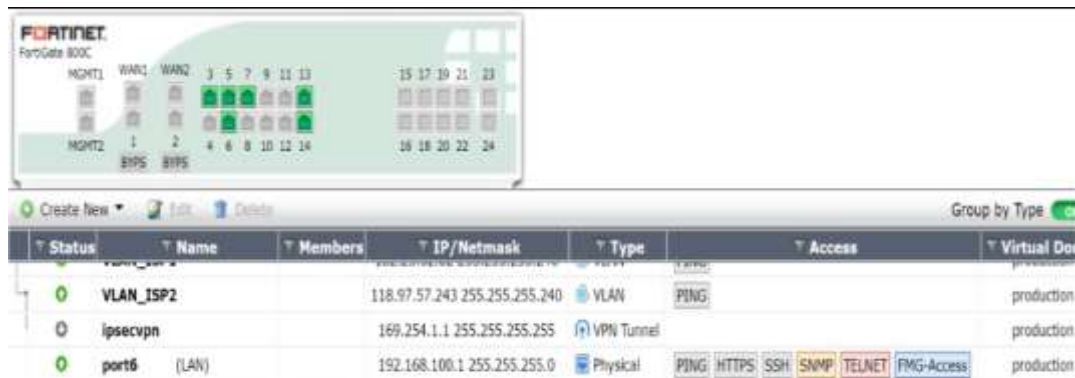 FORTINET
FortiGate 800C
MGMT1 WAN1 WAN2 3 5 7 9 11 13 15 17 19 21 23
MGMT2 1 2 4 6 8 10 12 14 16 18 20 22 24
BYPS BYPS
Create New Edit Delete Group by Type
Status Name Members IP/Netmask Type Access Virtual Do
VLAN_ISP2 118.97.57.243 255.255.255.240 VLAN PING production
ipsecvpn 169.254.1.1 255.255.255.255 VPN Tunnel production
port6 (LAN) 192.168.100.1 255.255.255.0 Physical PING HTTPS SSH SNMP TELNET FMG-Access production